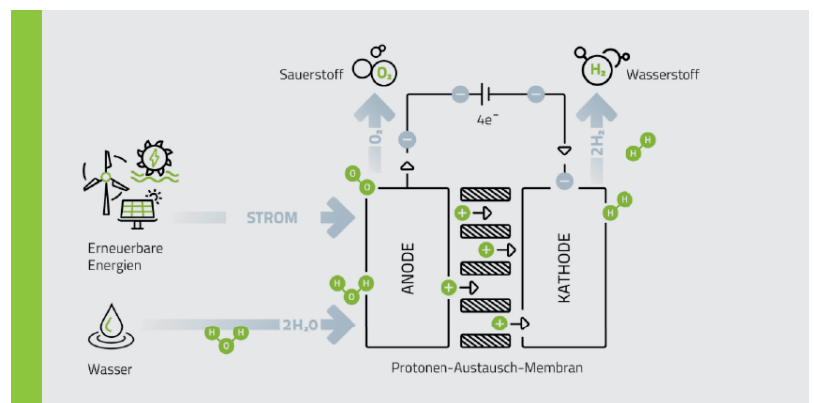 Sauerstoff
O₂
H₂
Wasserstoff
4e⁻
−
−
−
−
O₂
2H₂
H
H
O
O
H
H
STROM
Erneuerbare
Energien
ANODE
KATHODE
+
+
+
+
H
H
O
2H₂O
H
H
O
Wasser
Protonen-Austausch-Membran